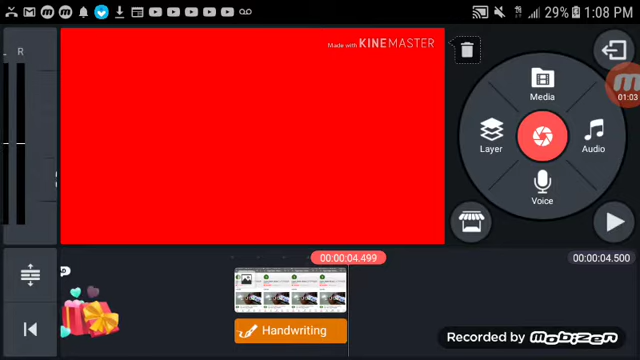 29% 1:08 PM
R
Made with KINEMASTER
Media
01:03
Layer
Audio
Voice
00:00:04.499
00:00:04.500
Handwriting
Recorded by mobizen